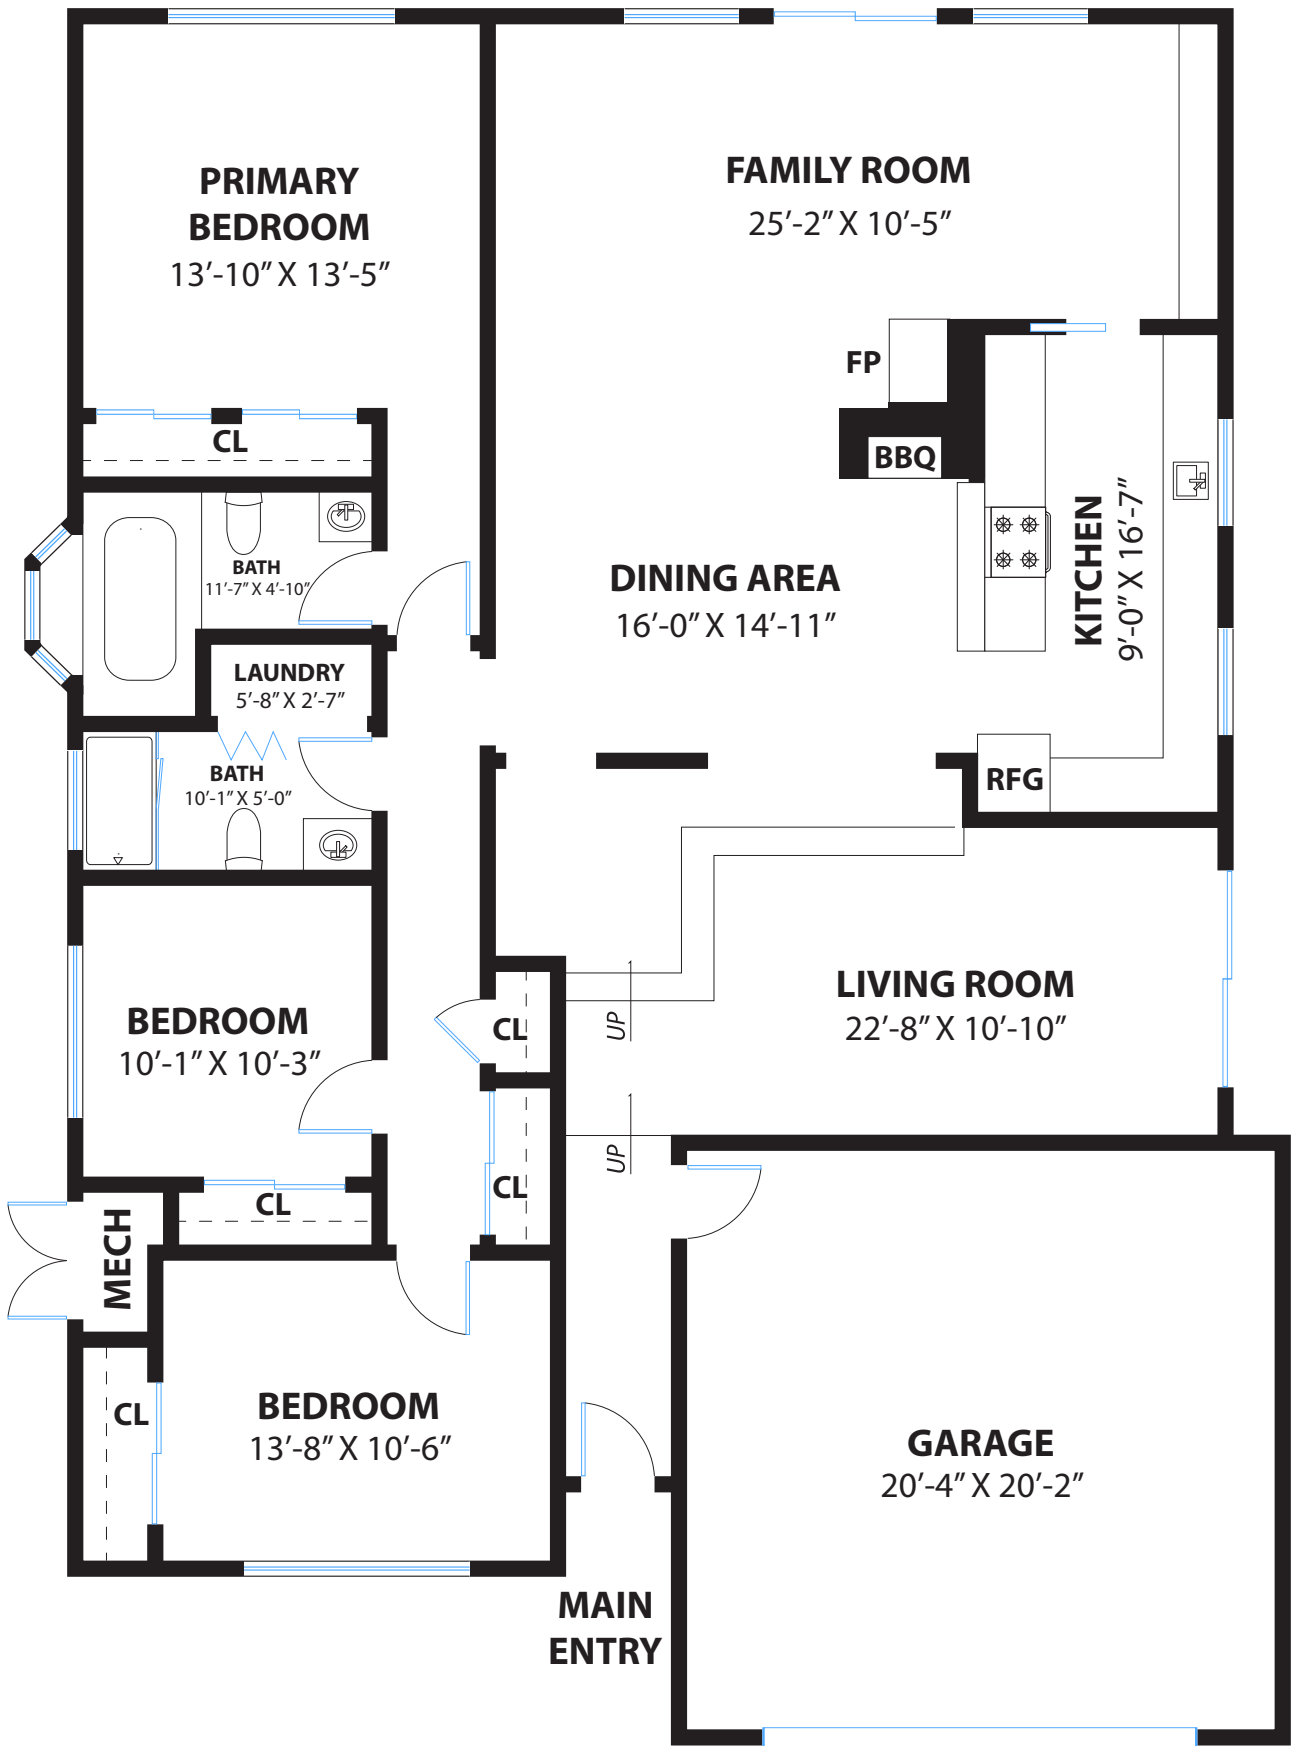 PRIMARY
BEDROOM
13’-10” X 13’-5”
FAMILY ROOM
25’-2” X 10’-5”
FP
BBQ
CL
BATH
11’-7” X 4’-10”
LAUNDRY
5’-8” X 2’-7”
BATH
10’-1” X 5’-0”
DINING AREA
16’-0” X 14’-11”
KITCHEN
9’-0” X 16’-7”
RFG
LIVING ROOM
22’-8” X 10’-10”
UP
UP
BEDROOM
10’-1” X 10’-3”
CL
CL
CL
MECH
CL
BEDROOM
13’-8” X 10’-6”
GARAGE
20’-4” X 20’-2”
MAIN
ENTRY